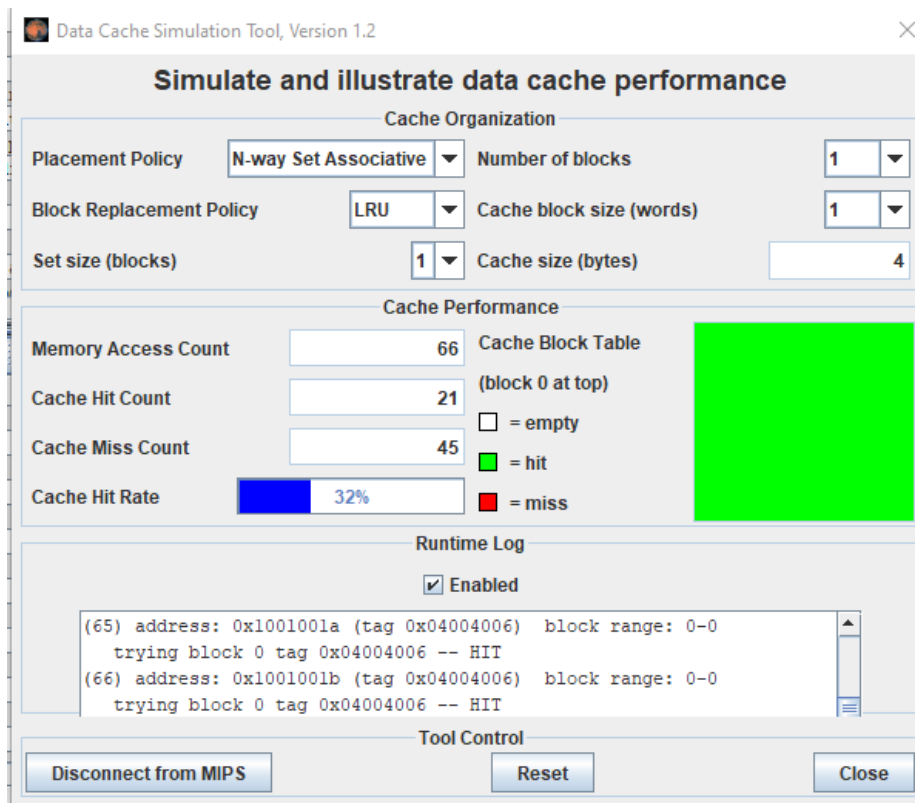 Data Cache Simulation Tool, Version 1.2
Simulate and illustrate data cache performance
Cache Organization
Placement Policy N-way Set Associative Number of blocks 1
Block Replacement Policy LRU Cache block size (words) 1
Set size (blocks) 1 Cache size (bytes) 4
Cache Performance
Memory Access Count 66 Cache Block Table
Cache Hit Count 21 (block 0 at top)
= empty
Cache Miss Count 45 = hit
Cache Hit Rate 32% = miss
Runtime Log
Enabled
(65) address: 0x1001001a (tag 0x04004006) block range: 0-0
trying block 0 tag 0x04004006 -- HIT
(66) address: 0x1001001b (tag 0x04004006) block range: 0-0
trying block 0 tag 0x04004006 -- HIT
Tool Control
Disconnect from MIPS Reset Close